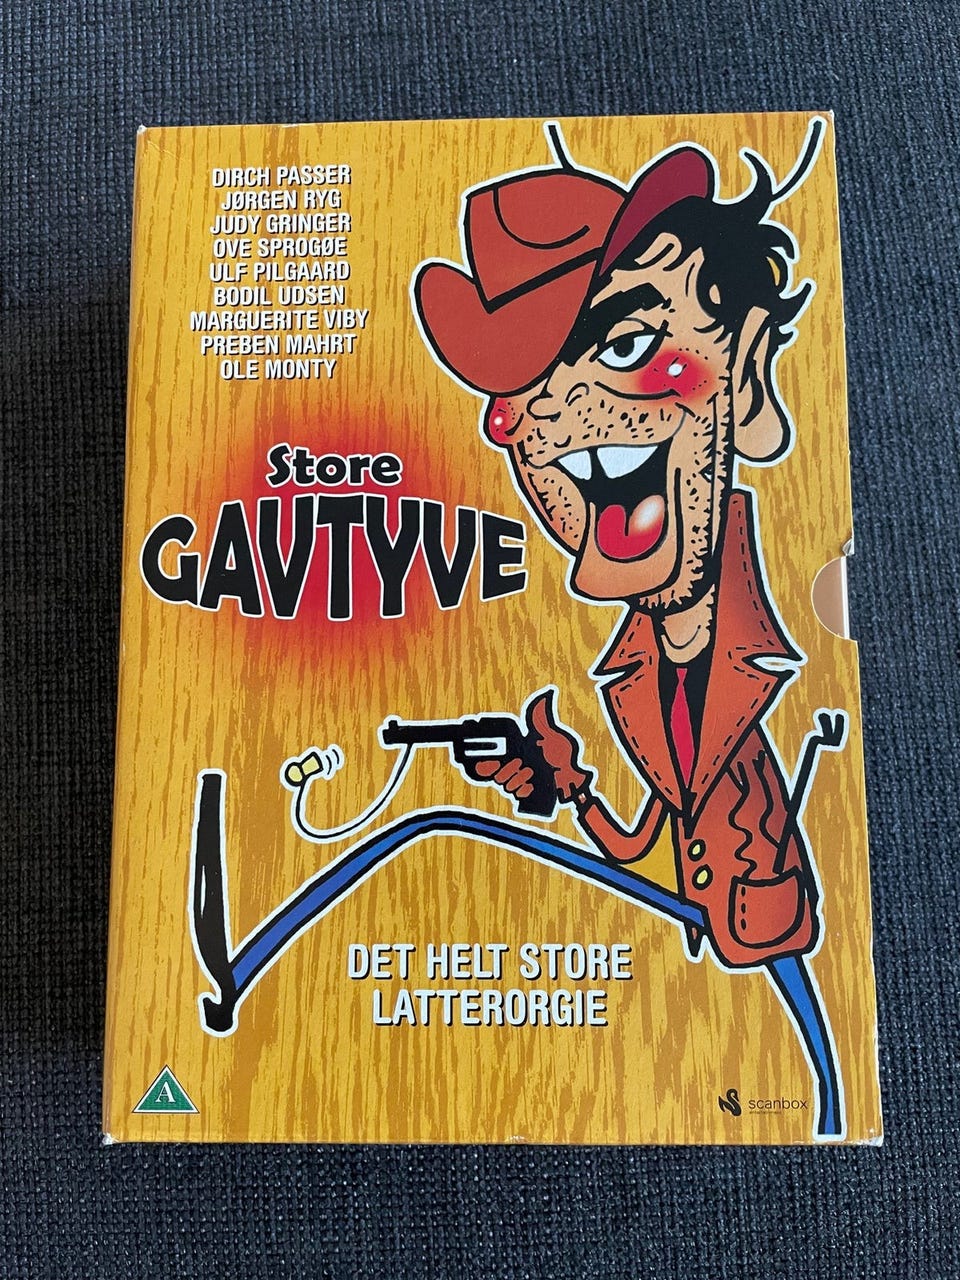 DIRCH PASSER
JØRGEN RYG
JUDY GRINGER
OVE SPROGØE
ULF PILGAARD
BODIL UDSEN
MARGUERITE VIBY
PREBEN MAHRT
OLE MONTY
Store
GAVTYVE
DET HELT STORE
LATTERORGIE
A
scanbox
entertainment